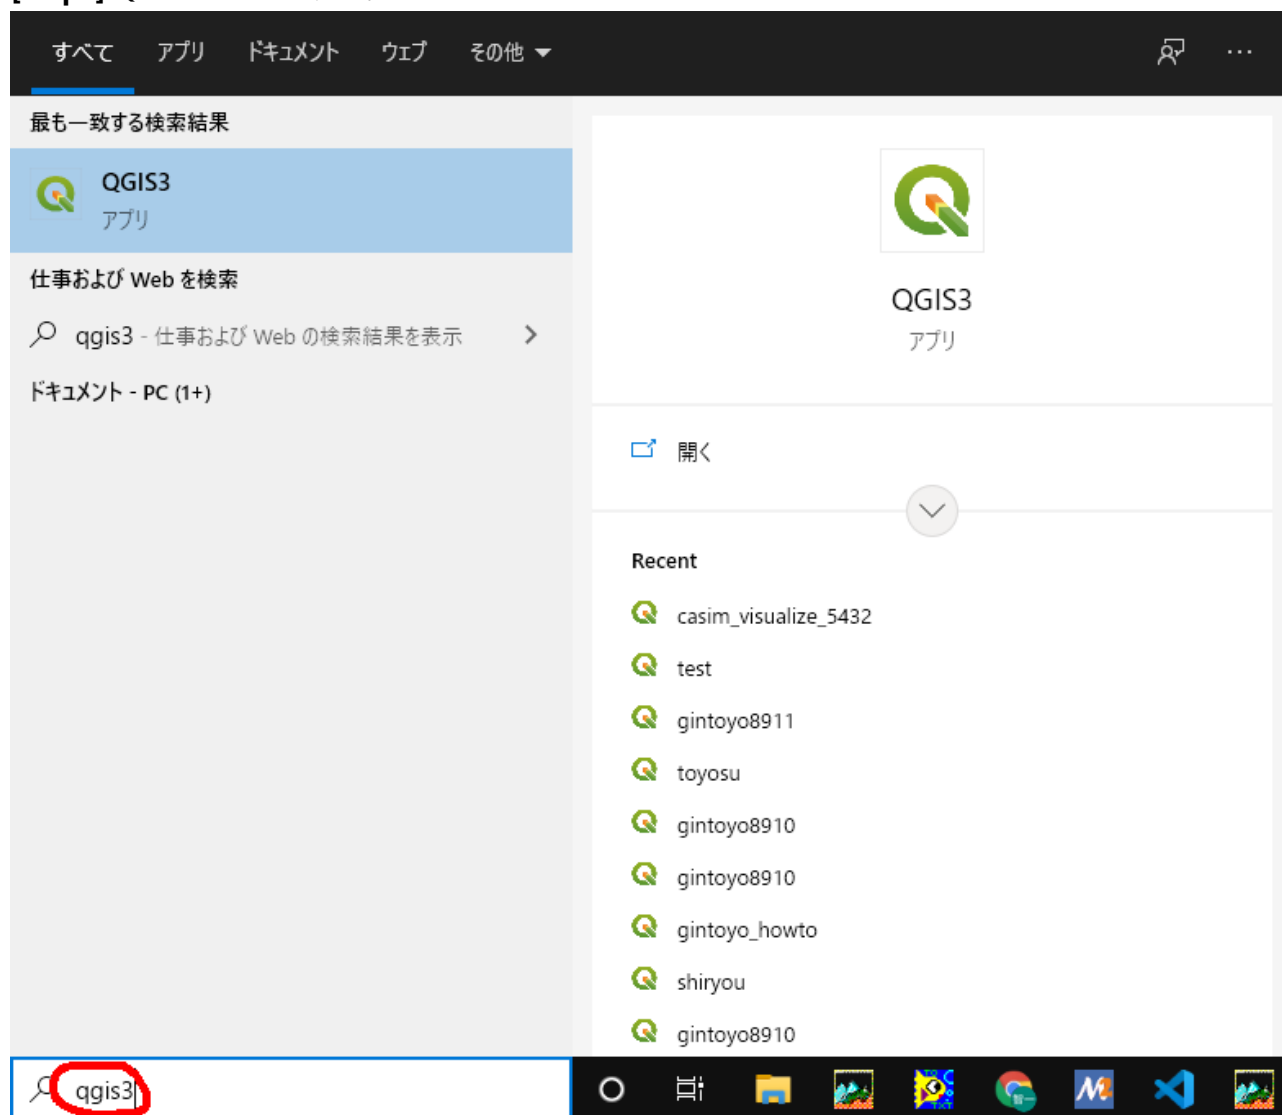 すべて アプリ ドキュメント ウェブ その他
最も一致する検索結果
QGIS3
アプリ
仕事および Web を検索
qgis3 - 仕事および Web の検索結果を表示
ドキュメント - PC (1+)
QGIS3
アプリ
開く
Recent
casim_visualize_5432
test
gintoyo8911
toyosu
gintoyo8910
gintoyo8910
gintoyo_howto
shiryou
gintoyo8910
qgis3